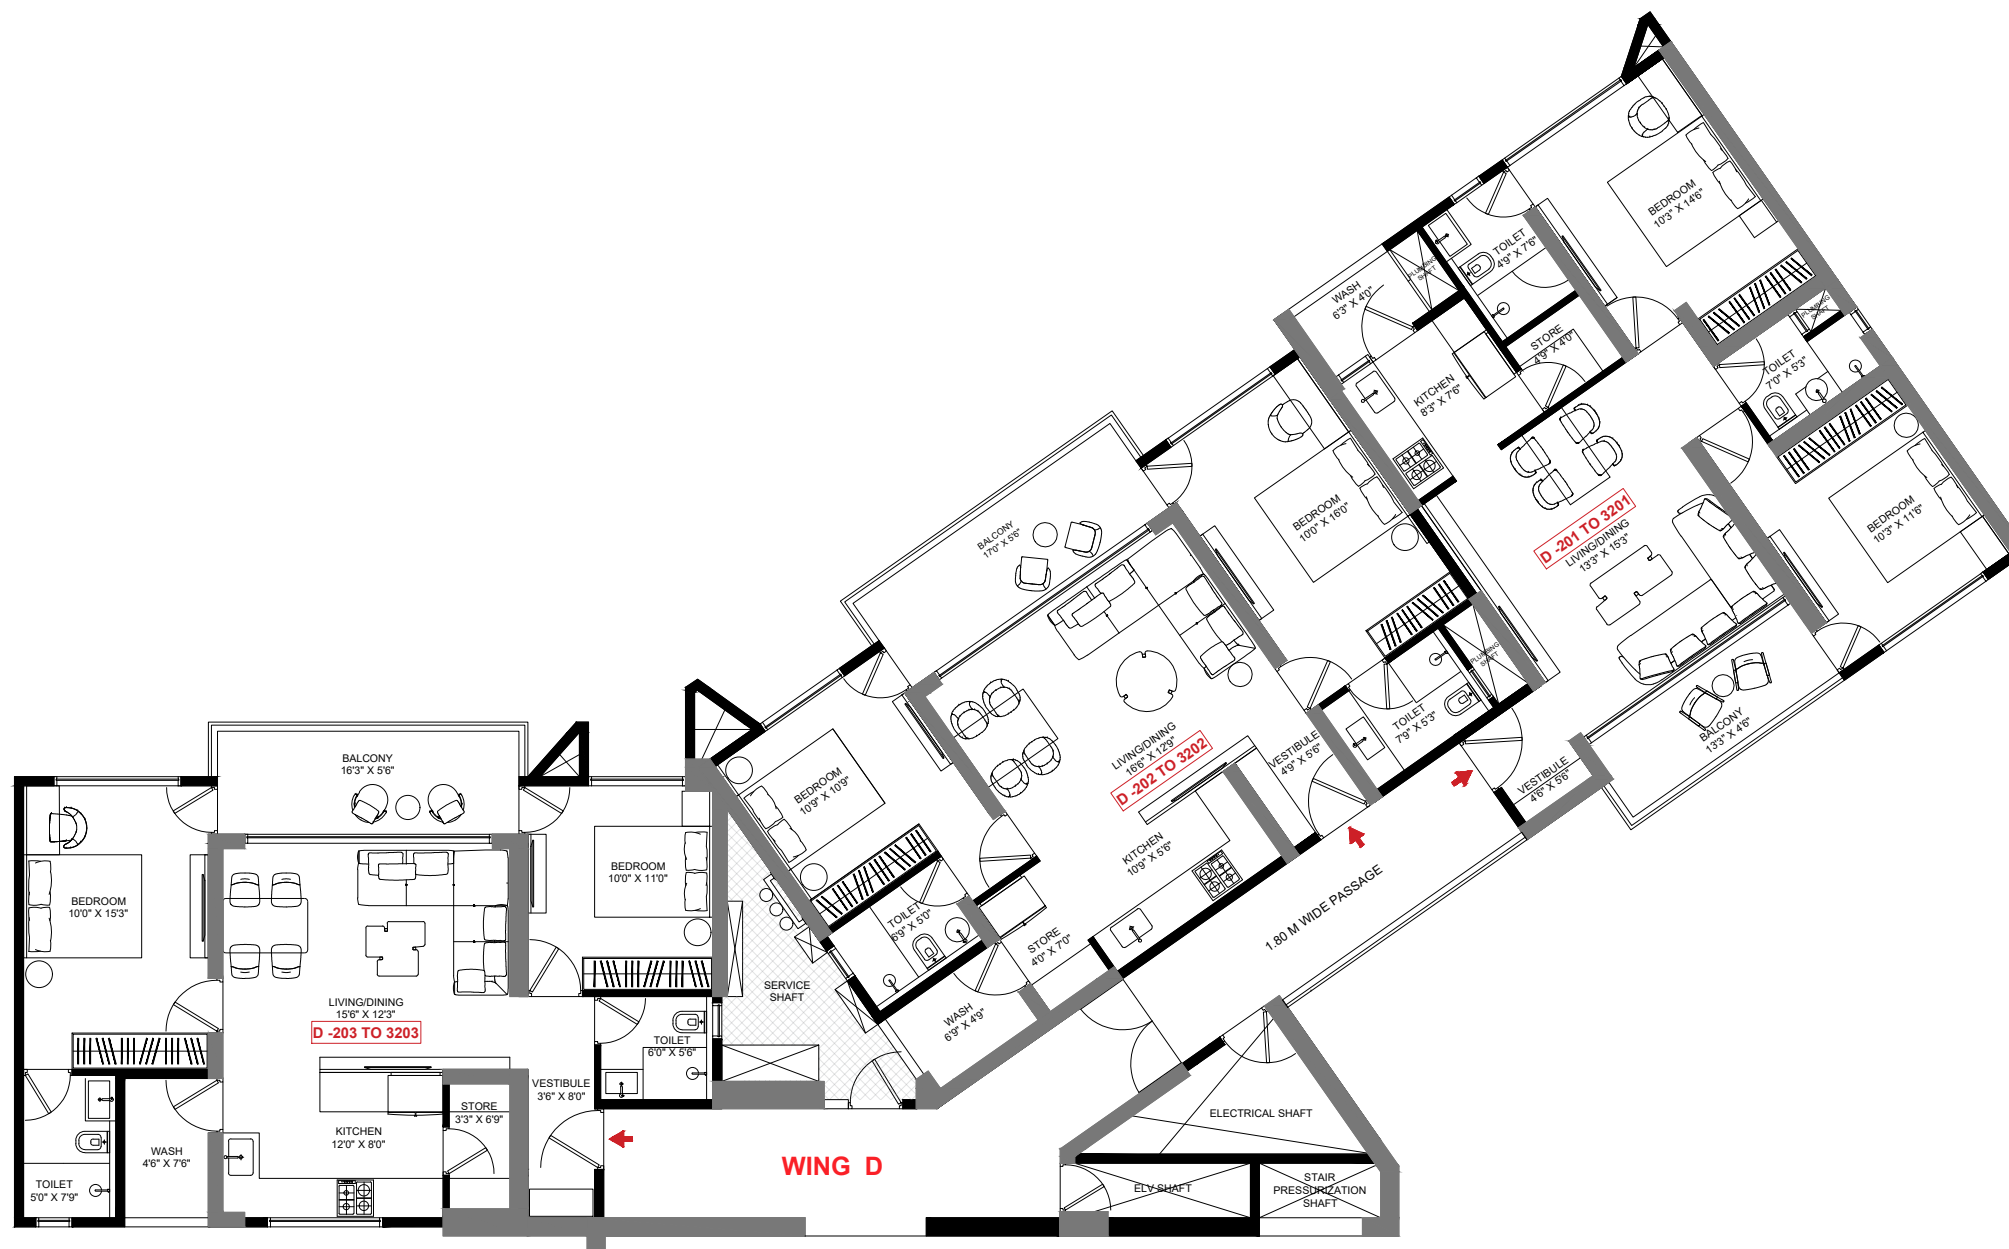 BALCONY
16'3" X 5'6"
BEDROOM
10'0" X 15'3"
LIVING/DINING
15'6" X 12'3"
D -203 TO 3203
BEDROOM
10'0" X 11'0"
TOILET
6'0" X 5'6"
VESTIBULE
3'6" X 8'0"
STORE
3'3" X 6'9"
KITCHEN
12'0" X 8'0"
WASH
4'6" X 7'6"
TOILET
5'0" X 7'9"
SERVICE
SHAFT
WING D
BEDROOM
10'9" X 10'9"
TOILET
6'9" X 5'0"
WASH
6'9" X 4'9"
STORE
4'0" X 7'0"
KITCHEN
10'9" X 5'6"
LIVING/DINING
16'6" X 12'9"
D -202 TO 3202
BALCONY
17'0" X 5'6"
BEDROOM
10'0" X 16'0"
VESTIBULE
4'9" X 5'6"
TOILET
7'9" X 5'3"
PLUMBING
SHAFT
1.80 M WIDE PASSAGE
ELECTRICAL SHAFT
ELV SHAFT
STAIR
PRESSURIZATION
SHAFT
WASH
6'3" X 4'0"
PLUMBING
SHAFT
TOILET
4'9" X 7'6"
STORE
4'9" X 4'0"
KITCHEN
8'3" X 7'6"
BEDROOM
10'3" X 14'6"
PLUMBING
SHAFT
TOILET
7'0" X 5'3"
BEDROOM
10'3" X 11'6"
D -201 TO 3201
LIVING/DINING
13'3" X 15'3"
BALCONY
13'3" X 4'6"
VESTIBULE
4'6" X 5'6"